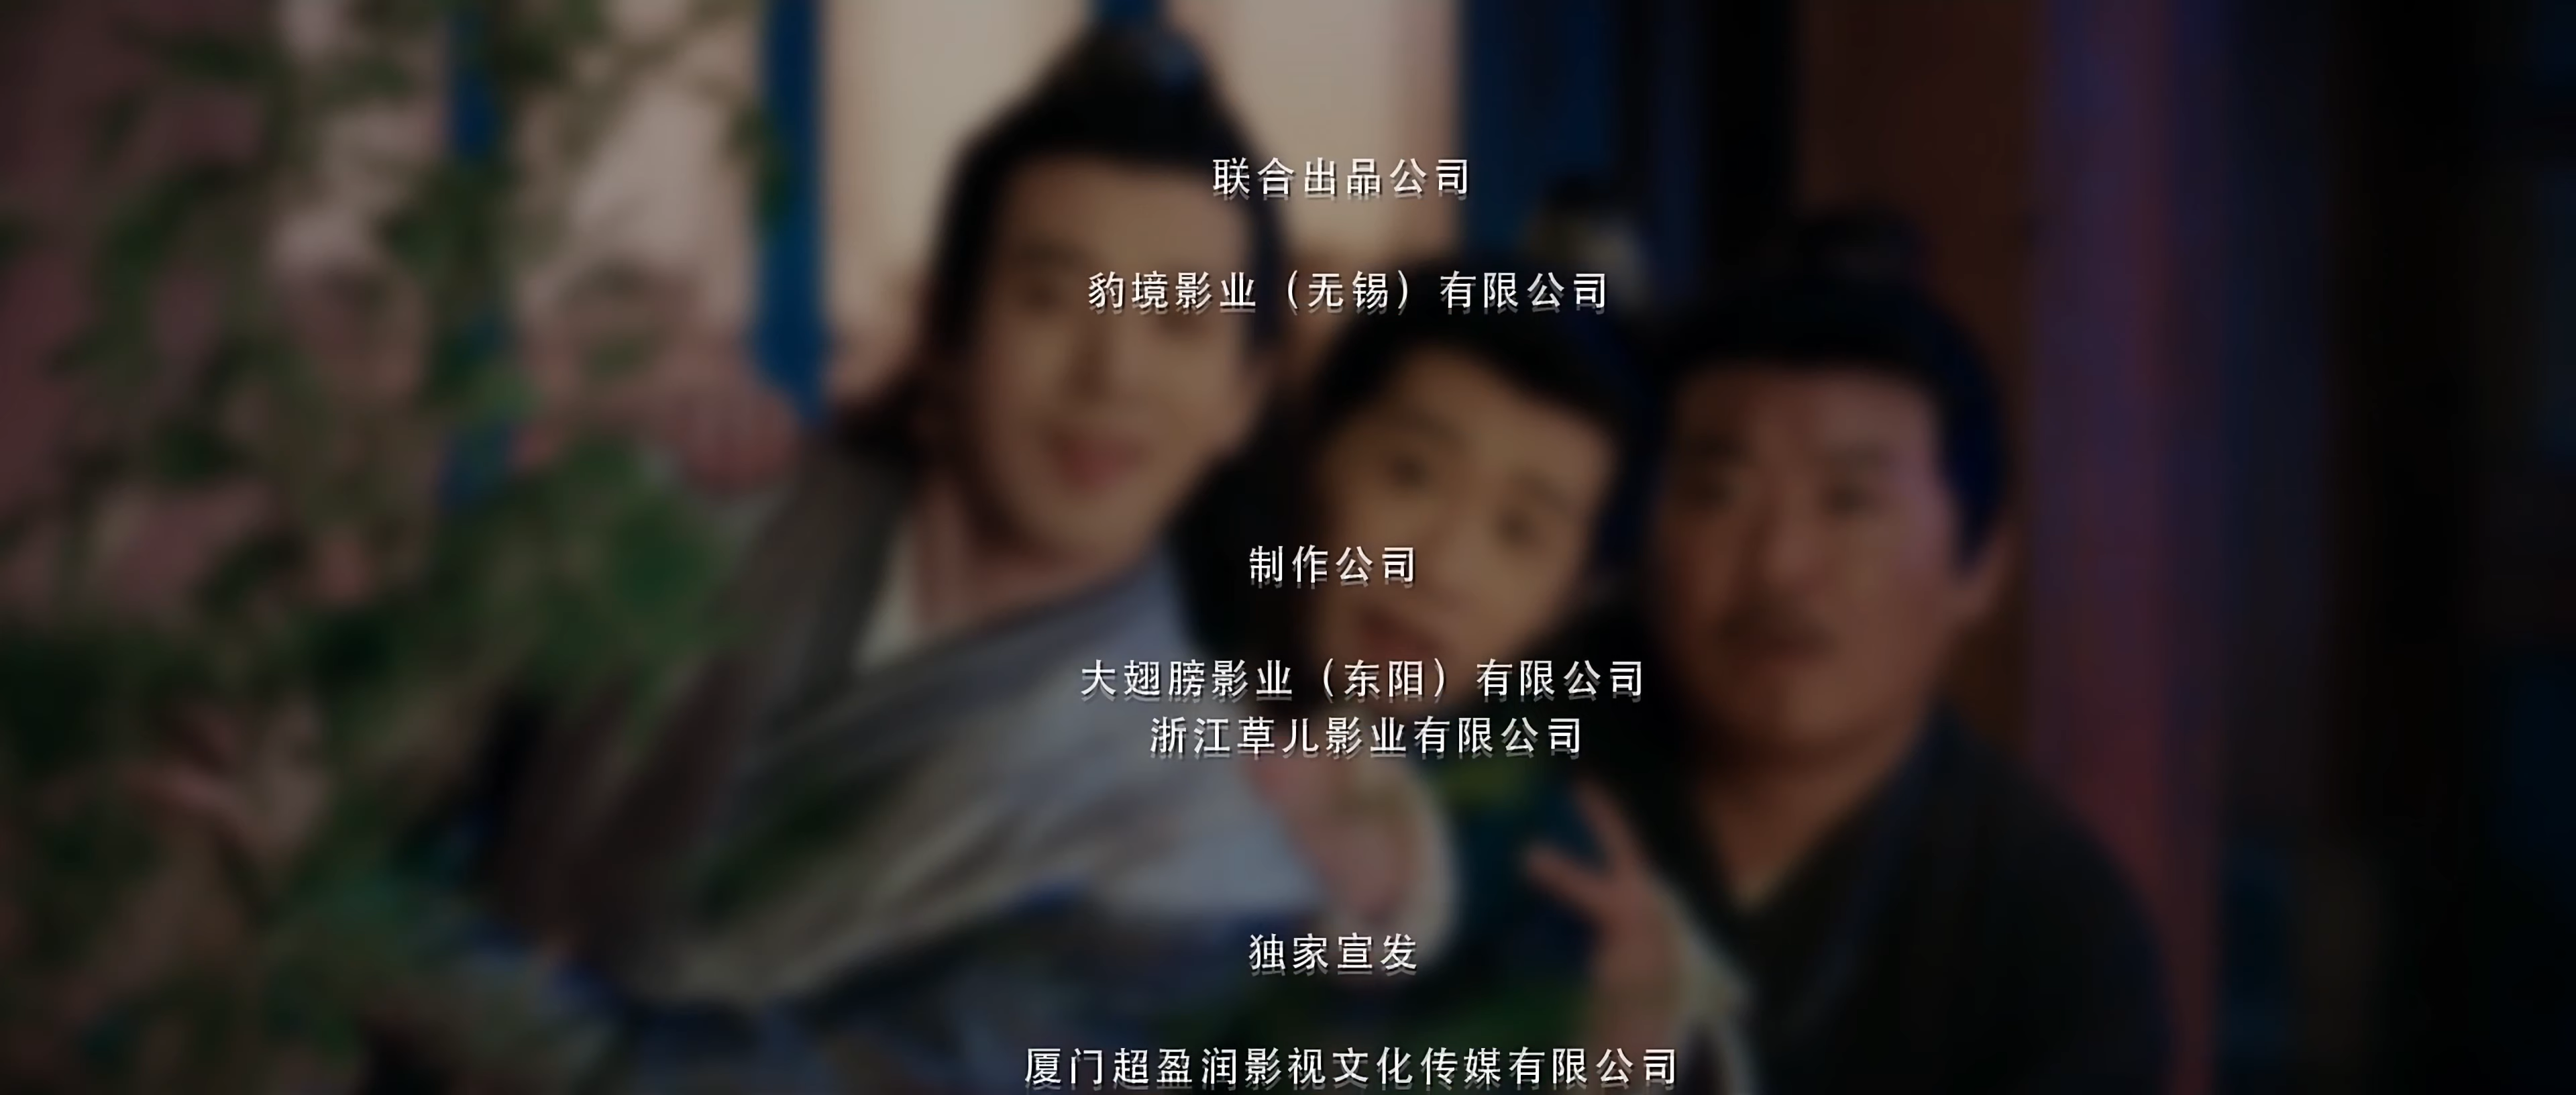 联合出品公司
豹境影业（无锡）有限公司
制作公司
大翅膀影业（东阳）有限公司
浙江草儿影业有限公司
独家宣发
厦门超盈润影视文化传媒有限公司